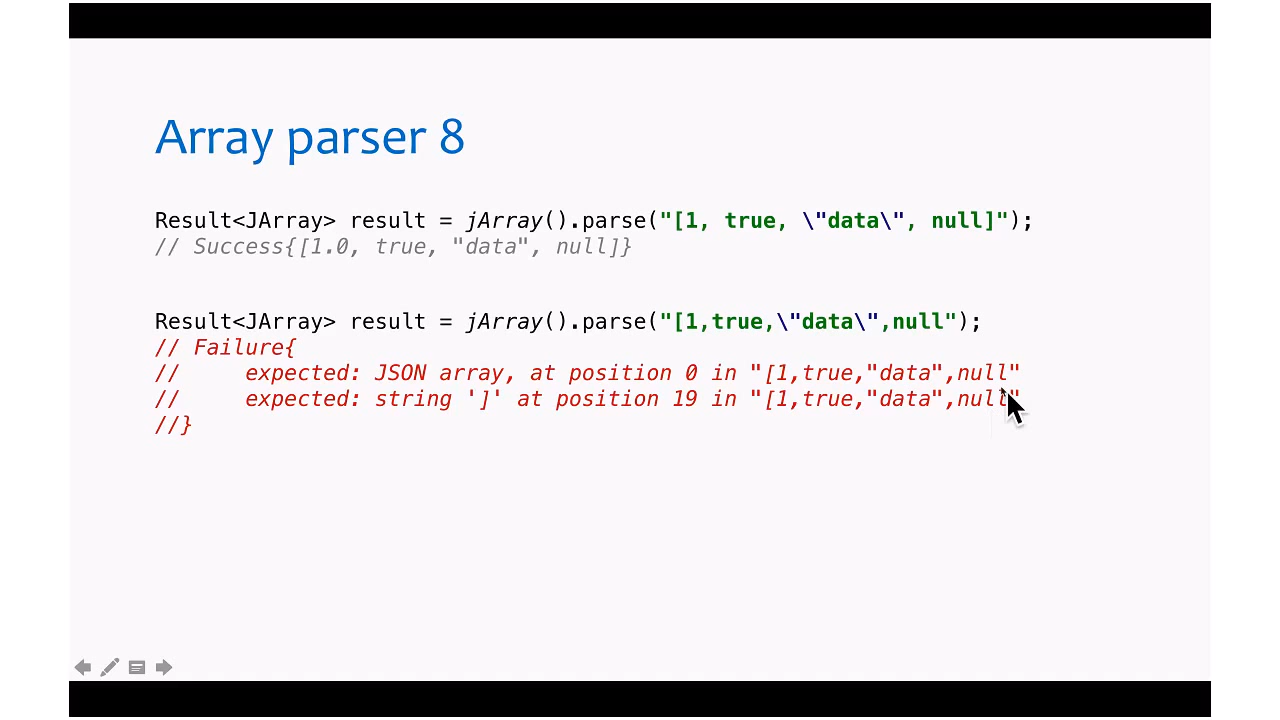 Array parser 8
Result<JArray> result = jArray().parse("[1, true, \"data\", null]");
// Success{[1.0, true, "data", null]}
Result<JArray> result = jArray().parse("[1,true,\"data\",null");
// Failure{
//     expected: JSON array, at position 0 in "[1,true,"data",null"
//     expected: string ']' at position 19 in "[1,true,"data",null"
//}